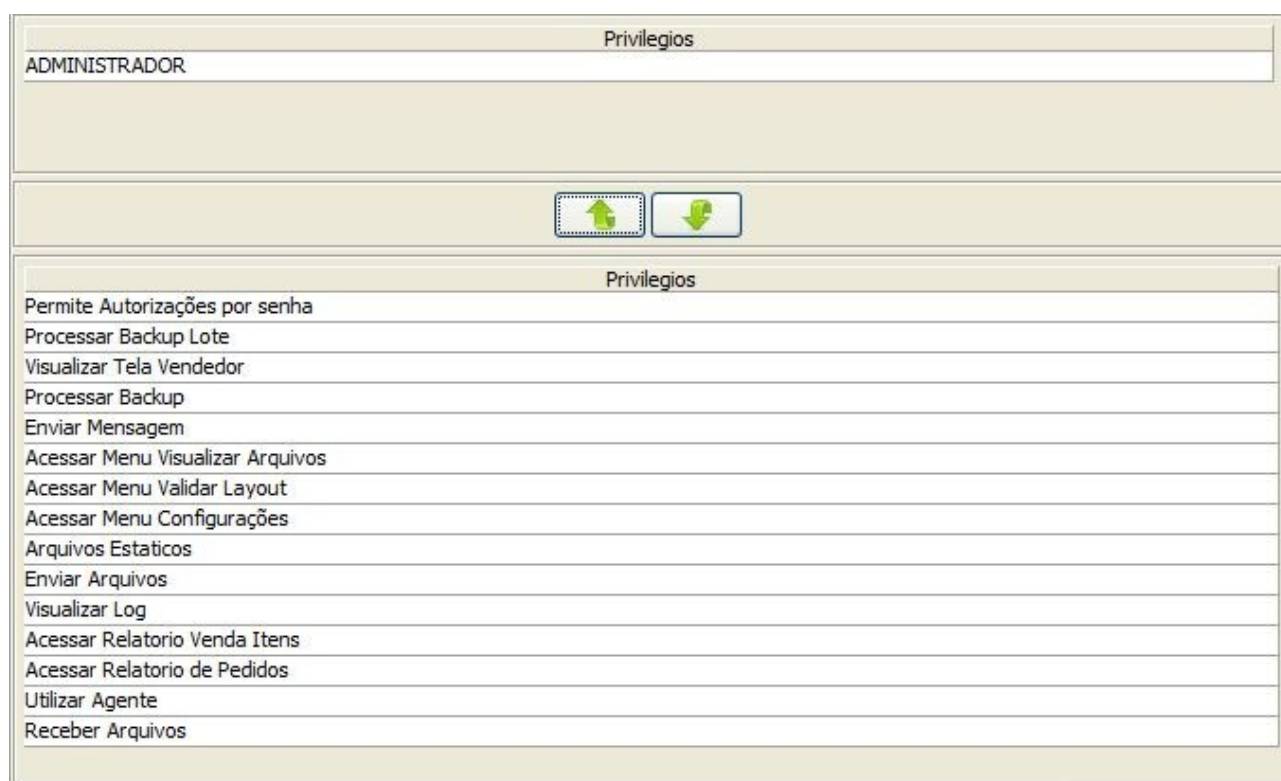 Privilegios
ADMINISTRADOR
Privilegios
Permite Autorizações por senha
Processar Backup Lote
Visualizar Tela Vendedor
Processar Backup
Enviar Mensagem
Acessar Menu Visualizar Arquivos
Acessar Menu Validar Layout
Acessar Menu Configurações
Arquivos Estaticos
Enviar Arquivos
Visualizar Log
Acessar Relatorio Venda Itens
Acessar Relatorio de Pedidos
Utilizar Agente
Receber Arquivos